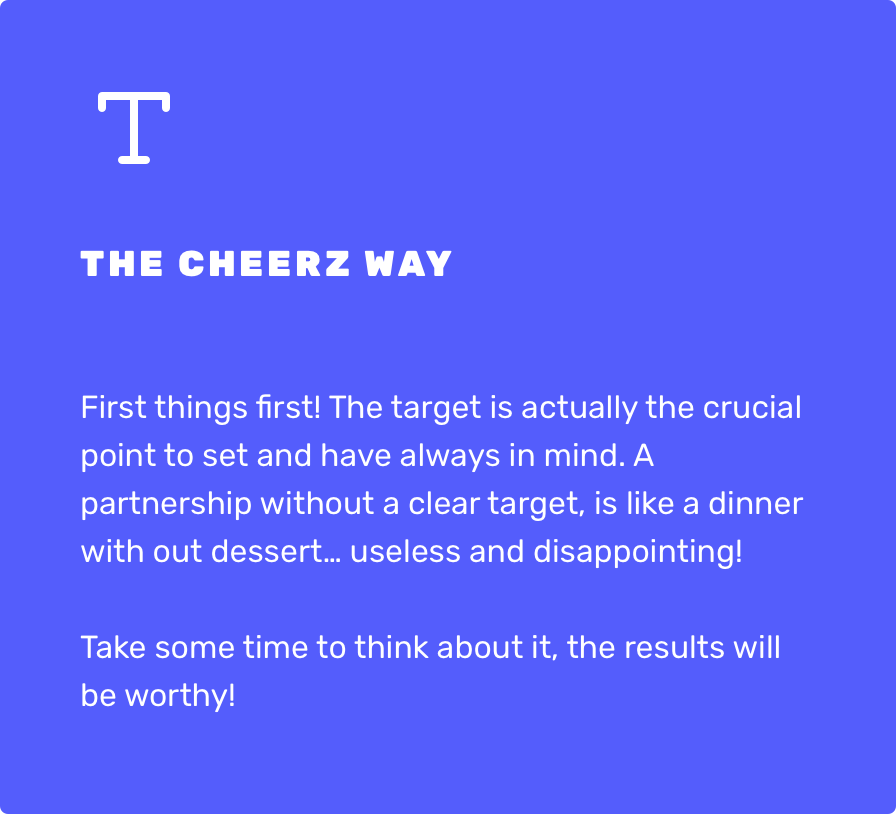 T
THE CHEERZ WAY
First things first! The target is actually the crucial
point to set and have always in mind. A
partnership without a clear target, is like a dinner
with out dessert... useless and disappointing!
Take some time to think about it, the results will
be worthy!